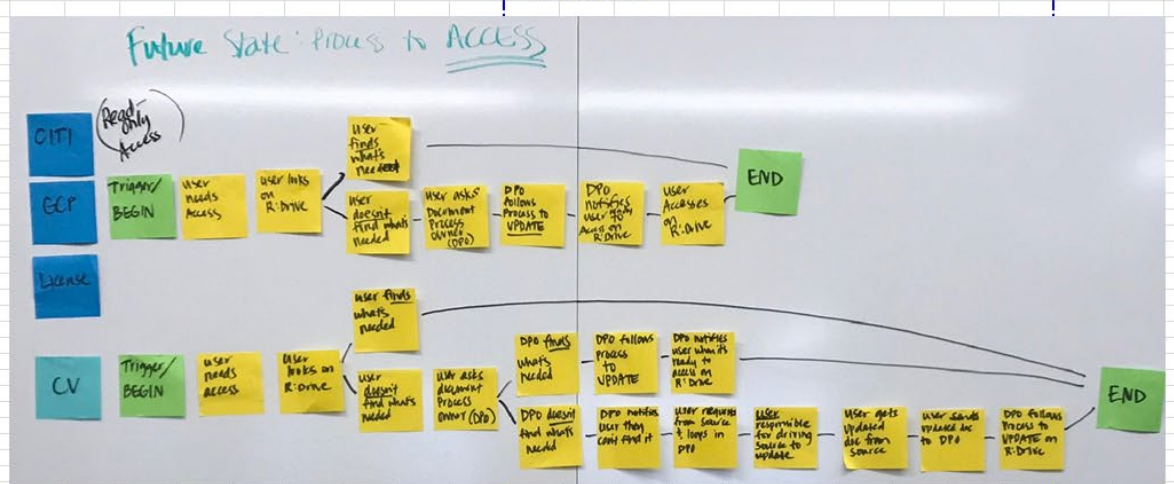 Future State: Process to ACCESS
CITI
(Read-
only
Access)
GCP
License
Trigger/
BEGIN
user
needs
Access
user looks
on
R:Drive
user
finds
what's
needed
user
doesn't
find what's
needed
user asks
Document
Process
owner
(DPO)
DPO
follows
Process to
UPDATE
DPO
notifies
user
to
Access on
R:Drive
user
Accesses
on
R:Drive
END
CV
Trigger/
BEGIN
user
needs
access
user
looks on
R:Drive
user finds
what's
needed
user
doesn't
find what's
needed
user asks
document
Process
owner (DPO)
DPO finds
what's
needed
DPO follows
process
to
UPDATE
DPO notifies
user when it's
ready to
access on
R:Drive
DPO doesn't
find what's
needed
DPO notifies
user they
can't find it
user requests
from source
& loops in
DPO
user
responsible
for driving
source to
update
user gets
updated
doc from
source
user sends
updated doc
to DPO
DPO follows
Process to
UPDATE on
R:Drive
END